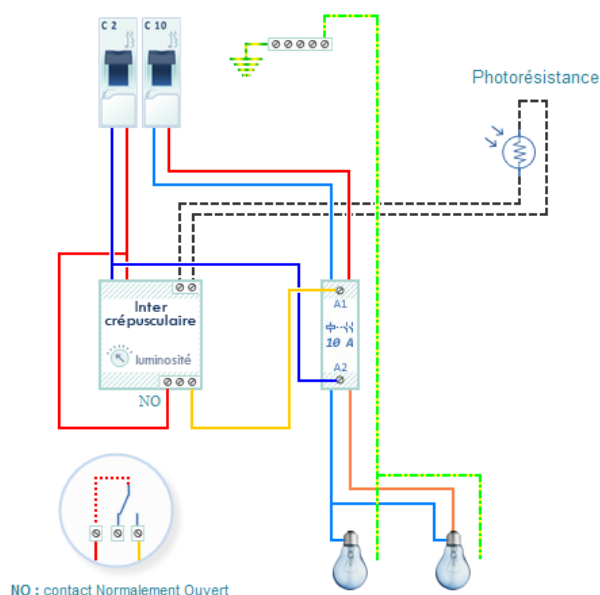 C 2
C 10
Photorésistance
Inter
crépusculaire
luminosité
NO
A1
10 A
A2
NO : contact Normalement Ouvert